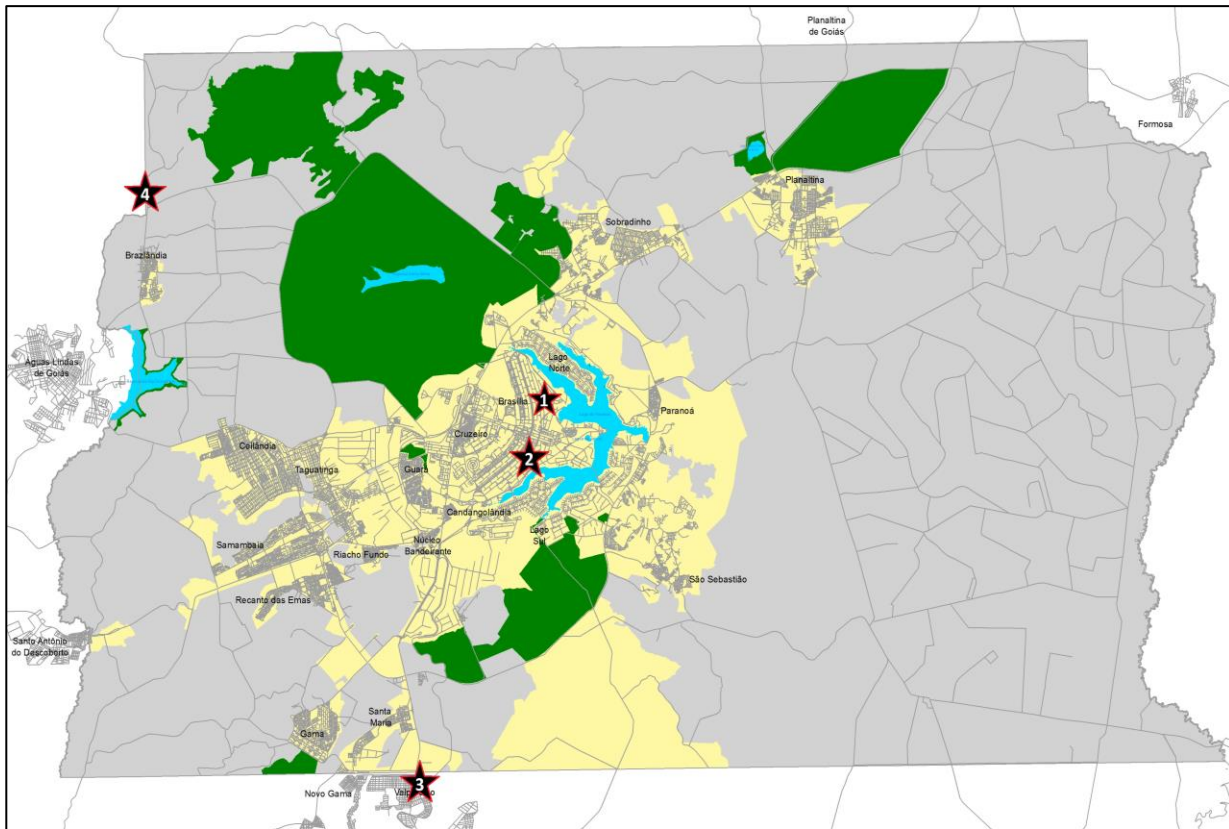 Planaltina
de Goiás
Formosa
4
Planaltina
Sobradinho
Brazlândia
Águas Lindas
de Goiás
Lago
Norte
Brasília
1
Paranoá
Cruzeiro
Ceilândia
2
Taguatinga
Guará
Candangolândia
Lago
Sul
Samambaia
Núcleo
Bandeirante
Riacho Fundo
São Sebastião
Recanto das Emas
Santo Antônio
do Descoberto
Santa
Maria
Gama
3
Novo Gama